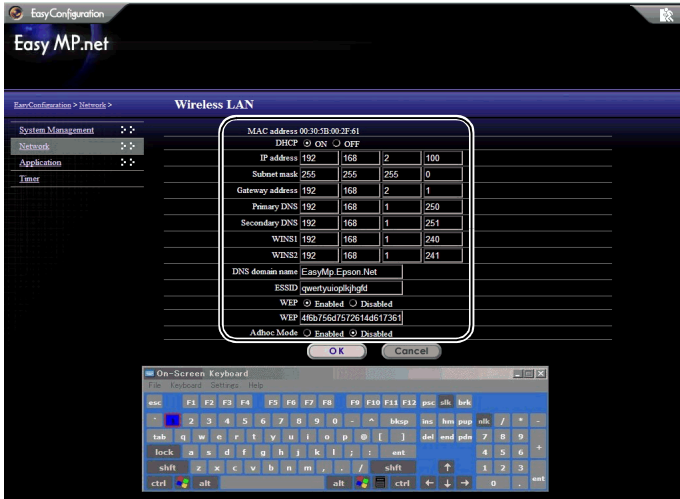 EasyConfiguration
Easy MP.net
EasyConfiguration > Network >
Wireless LAN
System Management
Network
Application
Timer
MAC address 00:30:5B:00:2F:61
DHCP ON OFF
IP address 192 168 2 100
Subnet mask 255 255 255 0
Gateway address 192 168 2 1
Primary DNS 192 168 1 250
Secondary DNS 192 168 1 251
WINS1 192 168 1 240
WINS2 192 168 1 241
DNS domain name EasyMp.Epson.Net
ESSID qwertyuioplkjhgfd
WEP Enabled Disabled
WEP 4f6b756d7572614d617361
Adhoc Mode Enabled Disabled
OK Cancel
On-Screen Keyboard
File Keyboard Settings Help
esc F1 F2 F3 F4 F5 F6 F7 F8 F9 F10 F11 F12 psc slk brk
1 2 3 4 5 6 7 8 9 0 - ^ bksp ins hm pup nlk / * -
tab q w e r t y u i o p @ [ ] del end pdn 7 8 9 +
lock a s d f g h j k l ; : ent 4 5 6
shft z x c v b n m , . / shft ↑ 1 2 3 ent
ctrl alt alt ctrl ← ↓ → 0 .